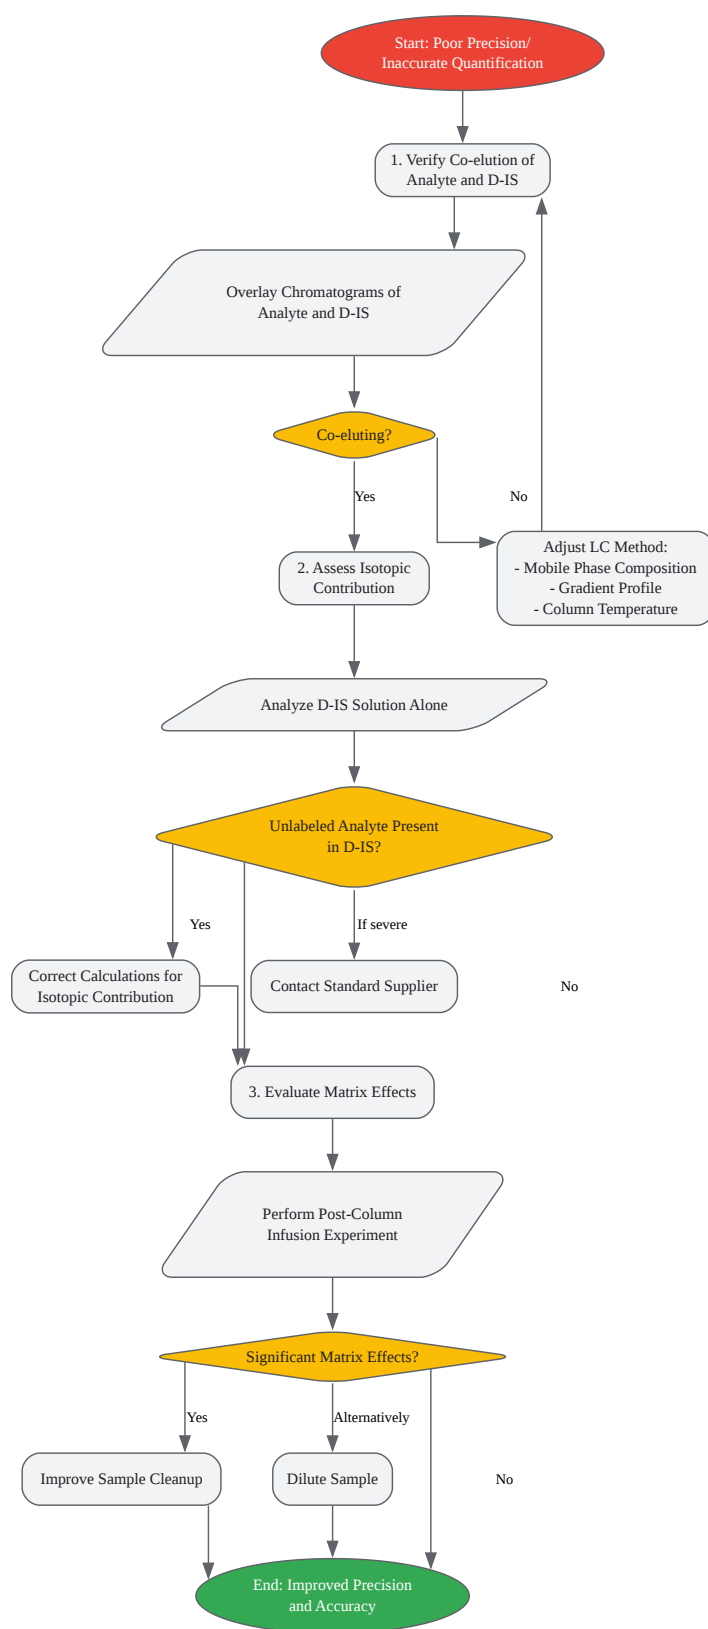 Start: Poor Precision/
Inaccurate Quantification
1. Verify Co-elution of
Analyte and D-IS
Overlay Chromatograms of
Analyte and D-IS
Co-eluting?
Yes
No
Adjust LC Method:
- Mobile Phase Composition
- Gradient Profile
- Column Temperature
2. Assess Isotopic
Contribution
Analyze D-IS Solution Alone
Unlabeled Analyte Present
in D-IS?
Yes
If severe
Correct Calculations for
Isotopic Contribution
Contact Standard Supplier
No
3. Evaluate Matrix Effects
Perform Post-Column
Infusion Experiment
Significant Matrix Effects?
Yes
Alternatively
Improve Sample Cleanup
Dilute Sample
No
End: Improved Precision
and Accuracy